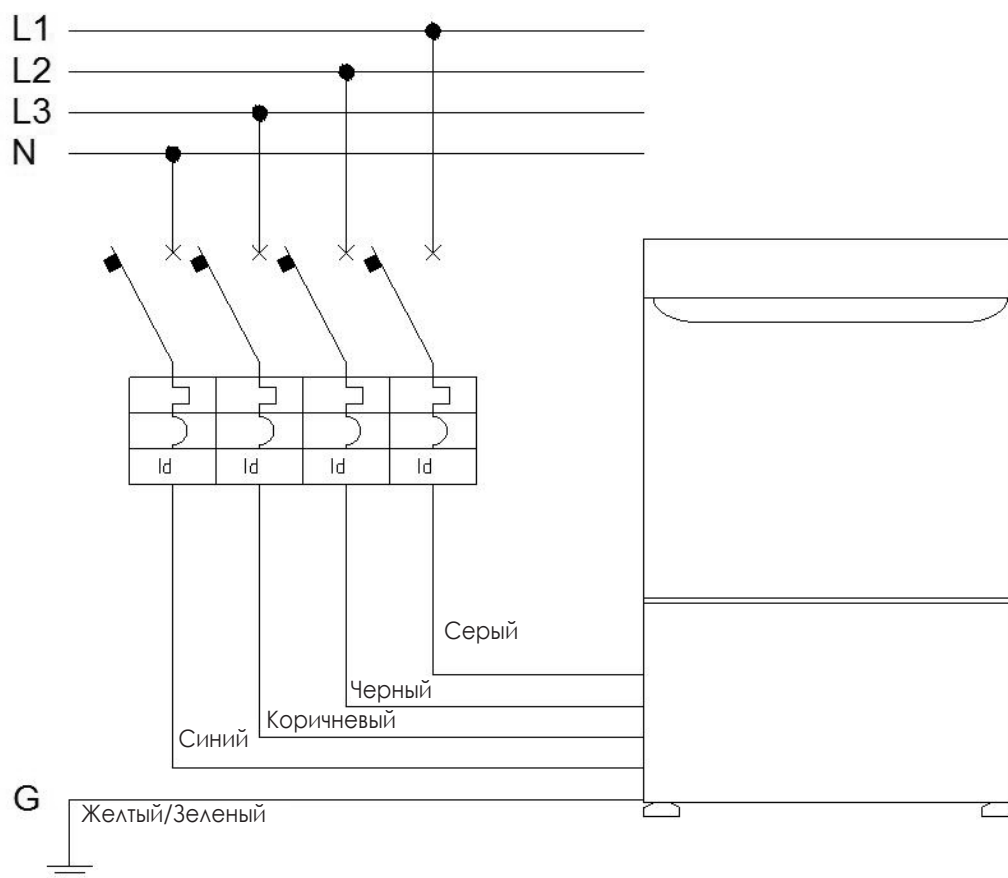 L1
L2
L3
N
Id Id Id Id
Серый
Черный
Коричневый
Синий
G
Желтый/Зеленый